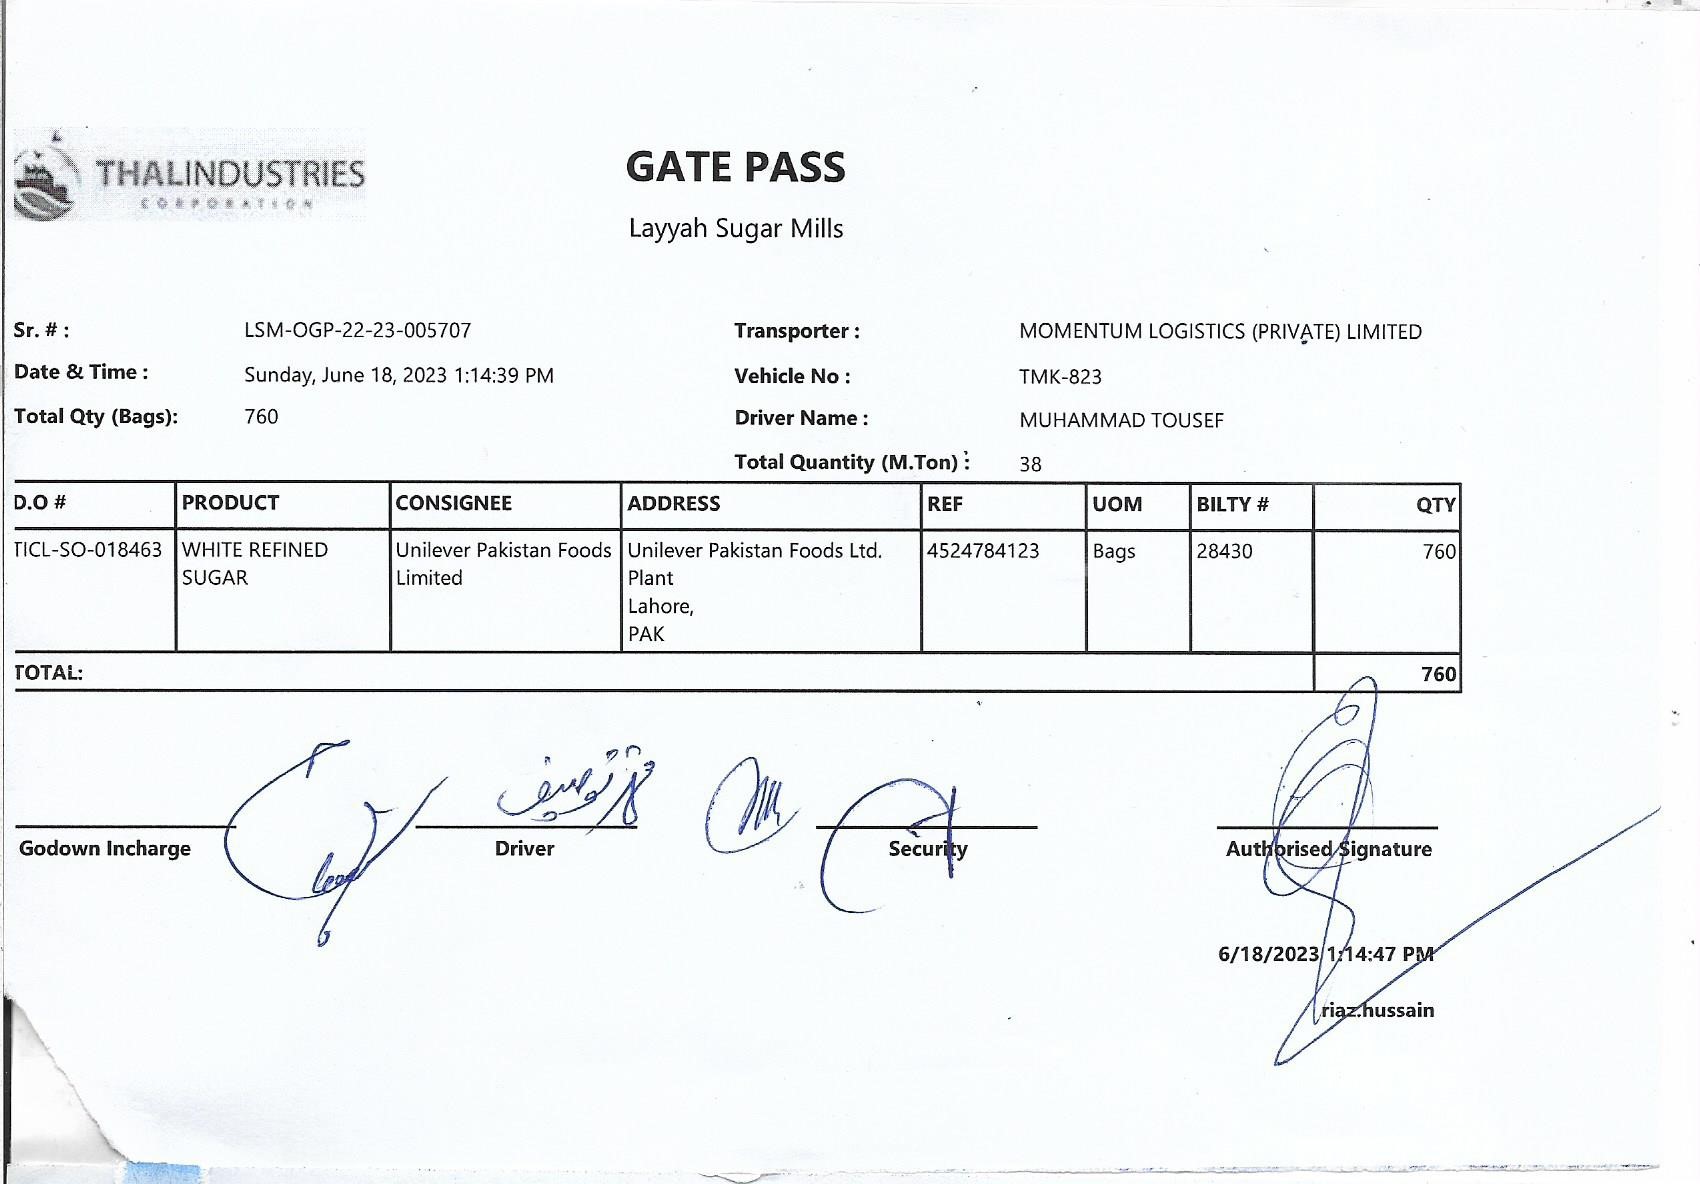 THALINDUSTRIES
CORPORATION
GATE PASS
Layyah Sugar Mills
Sr. # : LSM-OGP-22-23-005707
Transporter : MOMENTUM LOGISTICS (PRIVATE) LIMITED
Date & Time : Sunday, June 18, 2023 1:14:39 PM
Vehicle No : TMK-823
Total Qty (Bags): 760
Driver Name : MUHAMMAD TOUSEF
Total Quantity (M.Ton) : 38
D.O # PRODUCT CONSIGNEE ADDRESS REF UOM BILTY # QTY
TICL-SO-018463 WHITE REFINED Unilever Pakistan Foods Unilever Pakistan Foods Ltd. 4524784123 Bags 28430 760
SUGAR Limited Plant
Lahore,
PAK
TOTAL: 760
توصیف
Godown Incharge Driver Security Authorised Signature
6/18/2023 1:14:47 PM
riaz.hussain